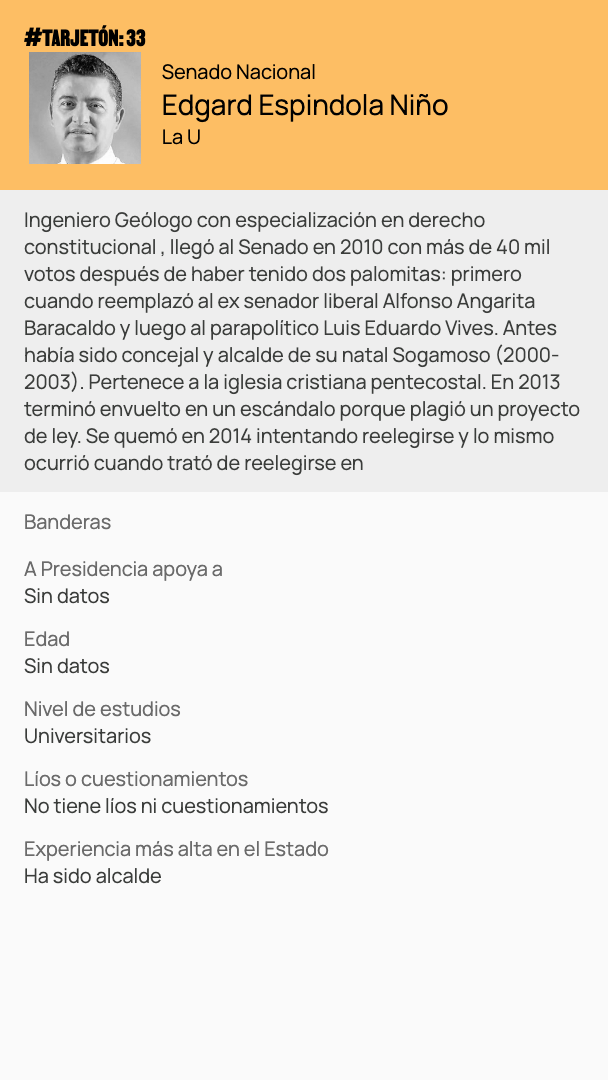 #TARJETÓN: 33
Senado Nacional
Edgard Espindola Niño
La U
Ingeniero Geólogo con especialización en derecho
constitucional , llegó al Senado en 2010 con más de 40 mil
votos después de haber tenido dos palomitas: primero
cuando reemplazó al ex senador liberal Alfonso Angarita
Baracaldo y luego al parapolítico Luis Eduardo Vives. Antes
había sido concejal y alcalde de su natal Sogamoso (2000-
2003). Pertenece a la iglesia cristiana pentecostal. En 2013
terminó envuelto en un escándalo porque plagió un proyecto
de ley. Se quemó en 2014 intentando reelegirse y lo mismo
ocurrió cuando trató de reelegirse en
Banderas
A Presidencia apoya a
Sin datos
Edad
Sin datos
Nivel de estudios
Universitarios
Líos o cuestionamientos
No tiene líos ni cuestionamientos
Experiencia más alta en el Estado
Ha sido alcalde